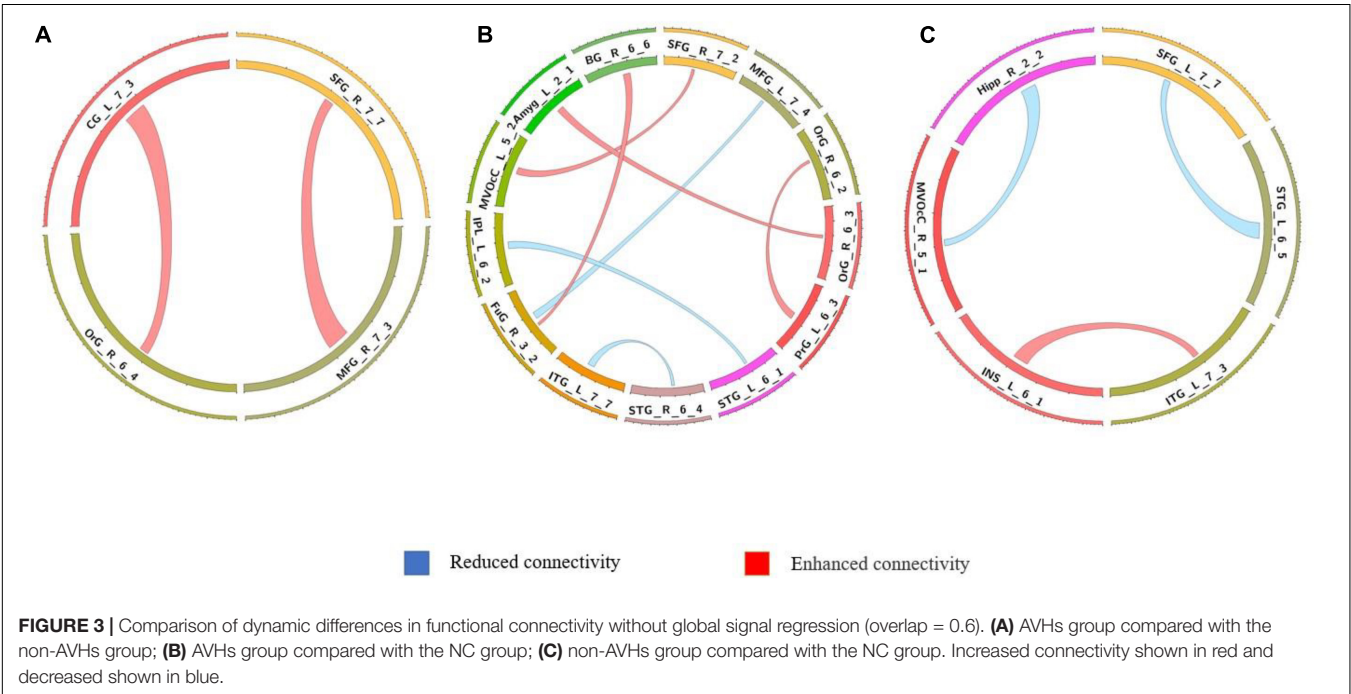 A
CG_L_7_3
SFG_R_7_7
OrG_R_6_4
MFG_R_7_3
B
BG_R_6_6
SFG_R_7_2
Amyg_L_2_1
MFG_L_7_4
MVOcC_L_5_2
OrG_R_6_2
IPL_L_6_2
OrG_R_6_3
FuG_R_3_2
PrG_L_6_3
ITG_L_7_7
STG_R_6_4
STG_L_6_1
C
Hipp_R_2_2
SFG_L_7_7
MVOcC_R_5_1
STG_L_6_5
INS_L_6_1
ITG_L_7_3
Reduced connectivity
Enhanced connectivity
FIGURE 3 | Comparison of dynamic differences in functional connectivity without global signal regression (overlap = 0.6). (A) AVHs group compared with the
non-AVHs group; (B) AVHs group compared with the NC group; (C) non-AVHs group compared with the NC group. Increased connectivity shown in red and
decreased shown in blue.